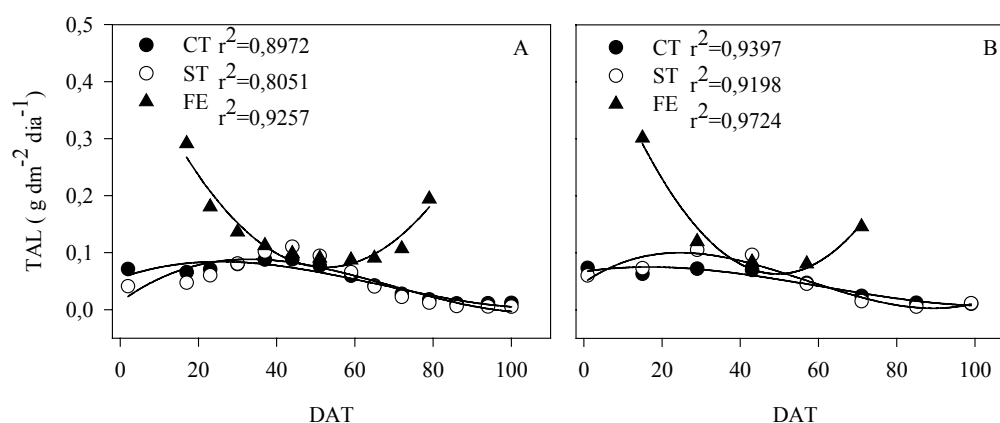 0,5
0,4
0,3
0,2
0,1
0,0
TAL ( g dm⁻² dia⁻¹ )
CT r²=0,8972
ST r²=0,8051
FE r²=0,9257
A
0 20 40 60 80 100
DAT
CT r²=0,9397
ST r²=0,9198
FE r²=0,9724
B
0 20 40 60 80 100
DAT